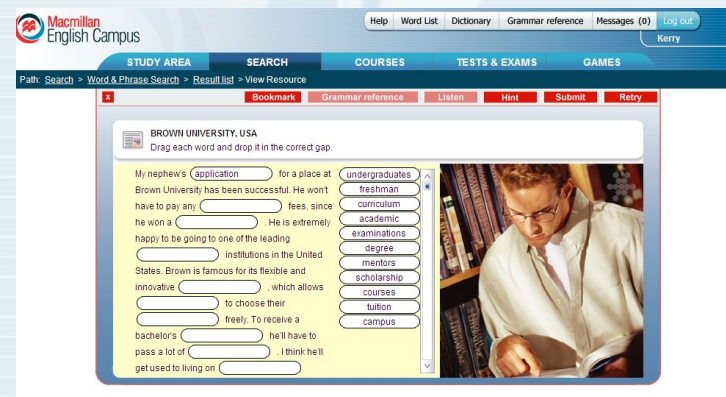 Macmillan
English Campus
Help Word List Dictionary Grammar reference Messages (0) Log out
Kerry
STUDY AREA SEARCH COURSES TESTS & EXAMS GAMES
Path: Search > Word & Phrase Search > Result list > View Resource
X Bookmark Grammar reference Listen Hint Submit Retry
BROWN UNIVERSITY, USA
Drag each word and drop it in the correct gap.
My nephew's application for a place at
Brown University has been successful. He won't
have to pay any fees, since
he won a . He is extremely
happy to be going to one of the leading
institutions in the United
States. Brown is famous for its flexible and
innovative , which allows
to choose their
freely. To receive a
bachelor's he'll have to
pass a lot of . I think he'll
get used to living on
undergraduates
freshman
curriculum
academic
examinations
degree
mentors
scholarship
courses
tuition
campus